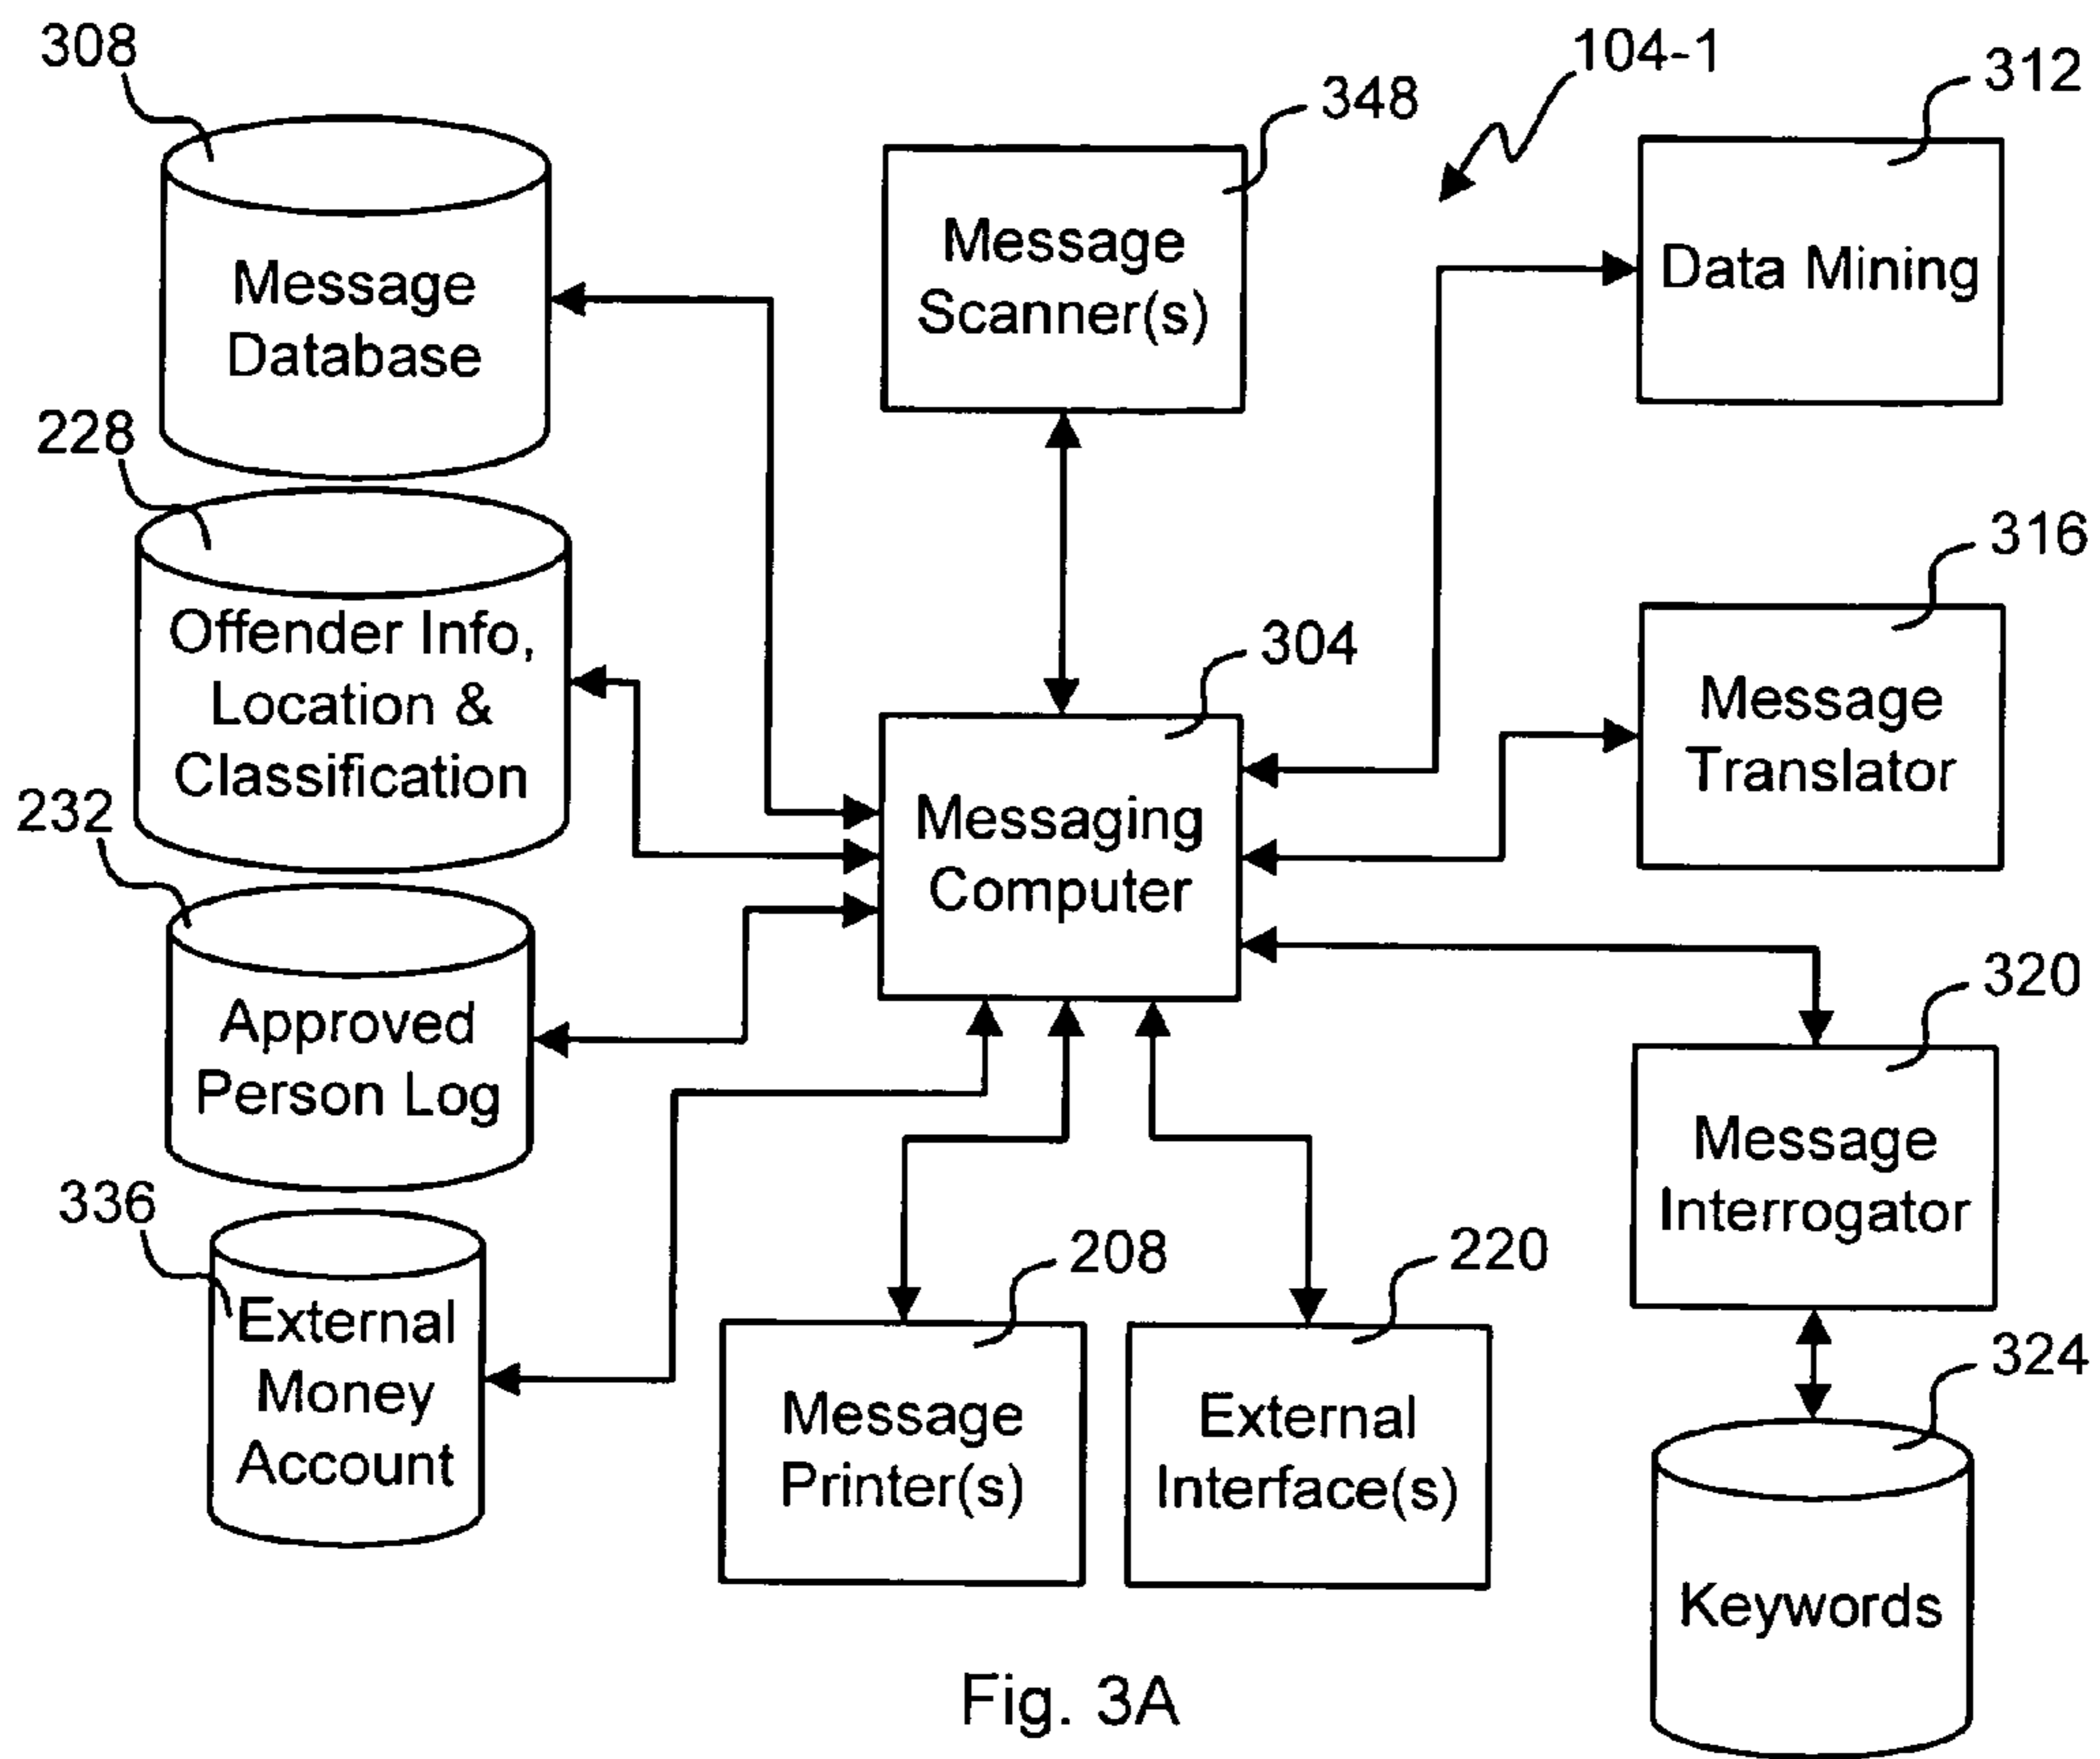 308
104-1
312
348
Message
Scanner(s)
Data Mining
Message
Database
228
316
Offender Info,
Location &
Classification
304
Message
Translator
232
Messaging
Computer
320
Approved
Person Log
Message
Interrogator
336
208
220
External
Money
Account
324
Message
Printer(s)
External
Interface(s)
Keywords
Fig. 3A